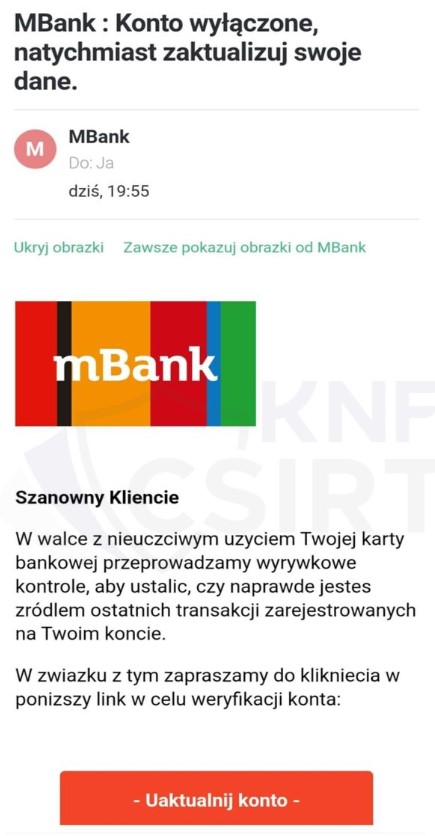 MBank : Konto wyłączone,
natychmiast zaktualizuj swoje
dane.
M
MBank
Do: Ja
dziś, 19:55
Ukryj obrazki Zawsze pokazuj obrazki od MBank
mBank
KNF
CSIRT
Szanowny Kliencie
W walce z nieuczciwym uzyciem Twojej karty
bankowej przeprowadzamy wyrywkowe
kontrole, aby ustalic, czy naprawde jestes
zródlem ostatnich transakcji zarejestrowanych
na Twoim koncie.
W zwiazku z tym zapraszamy do klikniecia w
ponizszy link w celu weryfikacji konta:
- Uaktualnij konto -